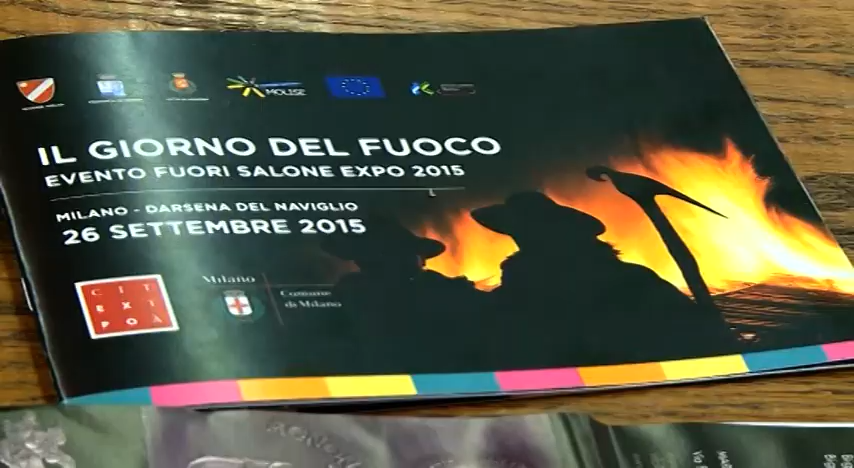 MOLISE
IL GIORNO DEL FUOCO
EVENTO FUORI SALONE EXPO 2015
MILANO - DARSENA DEL NAVIGLIO
26 SETTEMBRE 2015
CIT
EXI
POÀ
Milano
Comune
di Milano